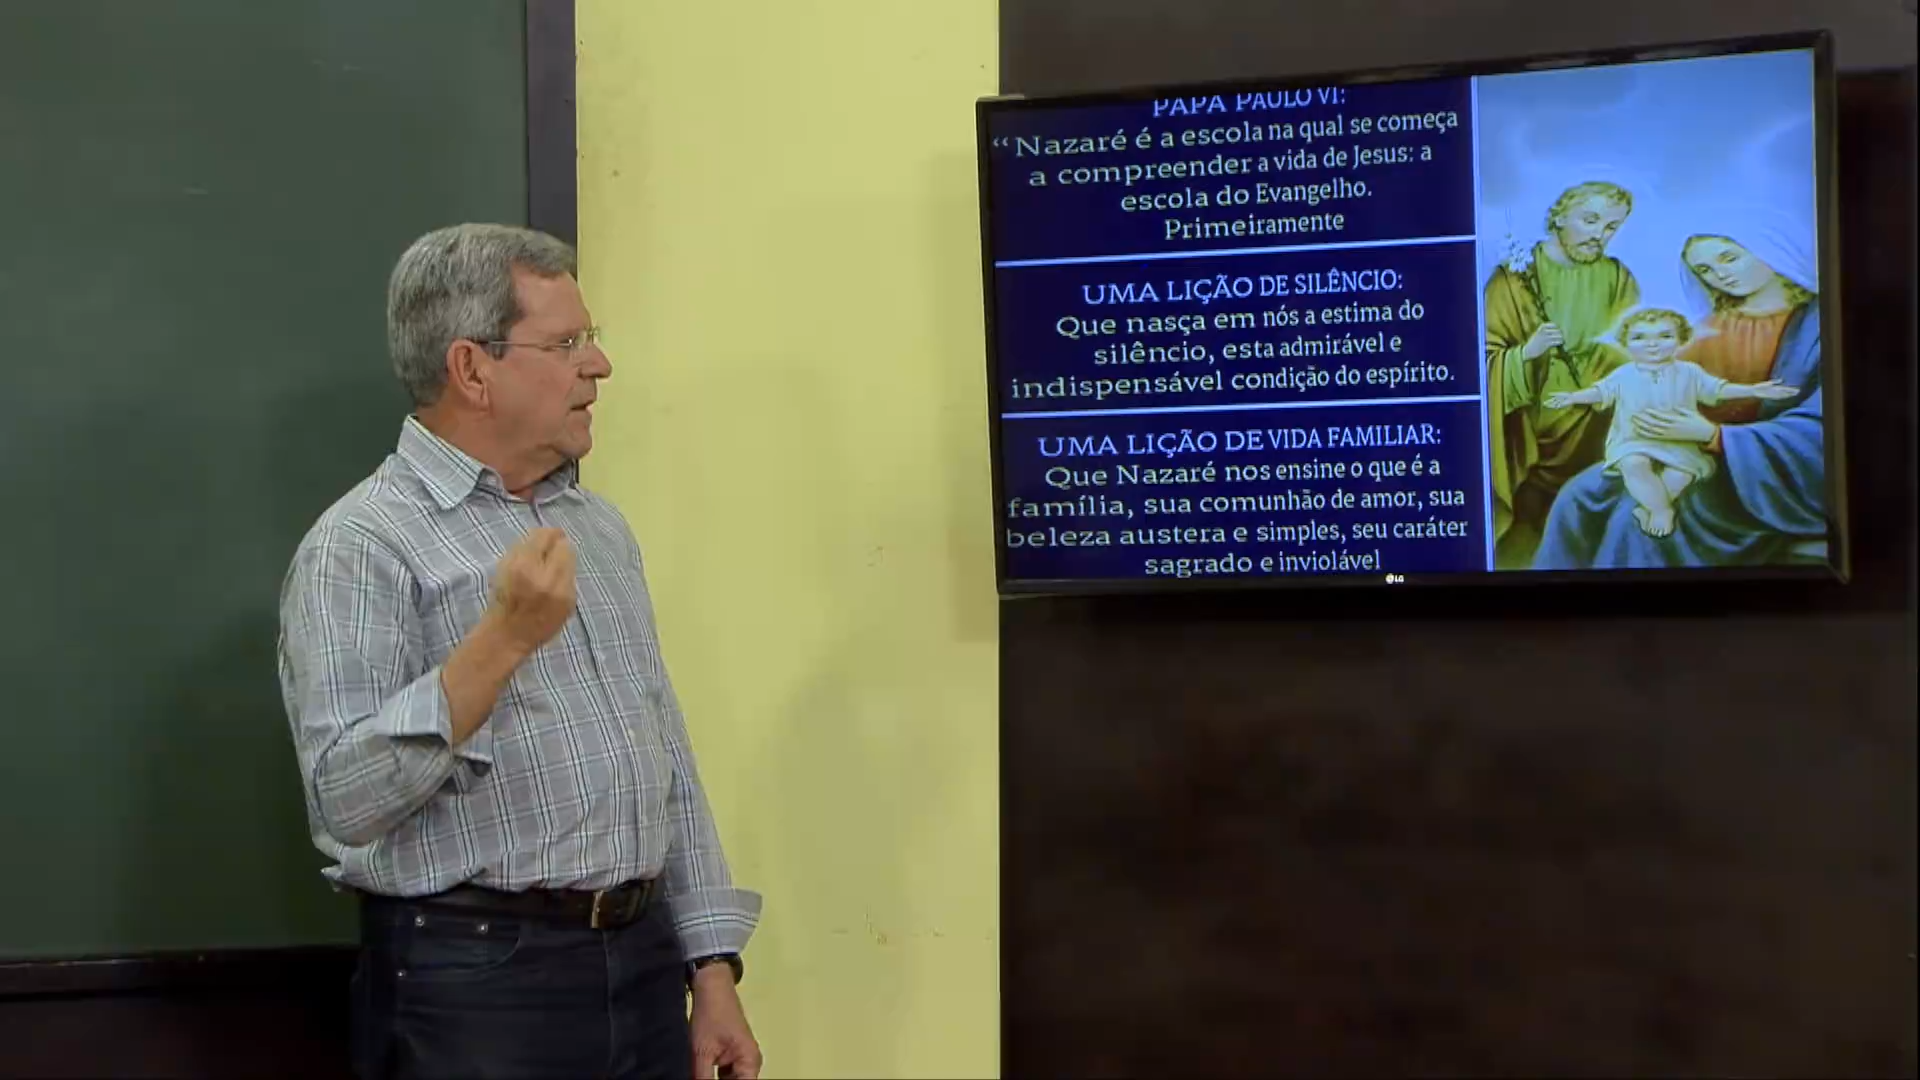 PAPA PAULO VI:
“Nazaré é a escola na qual se começa
a compreender a vida de Jesus: a
escola do Evangelho.
Primeiramente
UMA LIÇÃO DE SILÊNCIO:
Que nasça em nós a estima do
silêncio, esta admirável e
indispensável condição do espírito.
UMA LIÇÃO DE VIDA FAMILIAR:
Que Nazaré nos ensine o que é a
família, sua comunhão de amor, sua
beleza austera e simples, seu caráter
sagrado e inviolável
LG